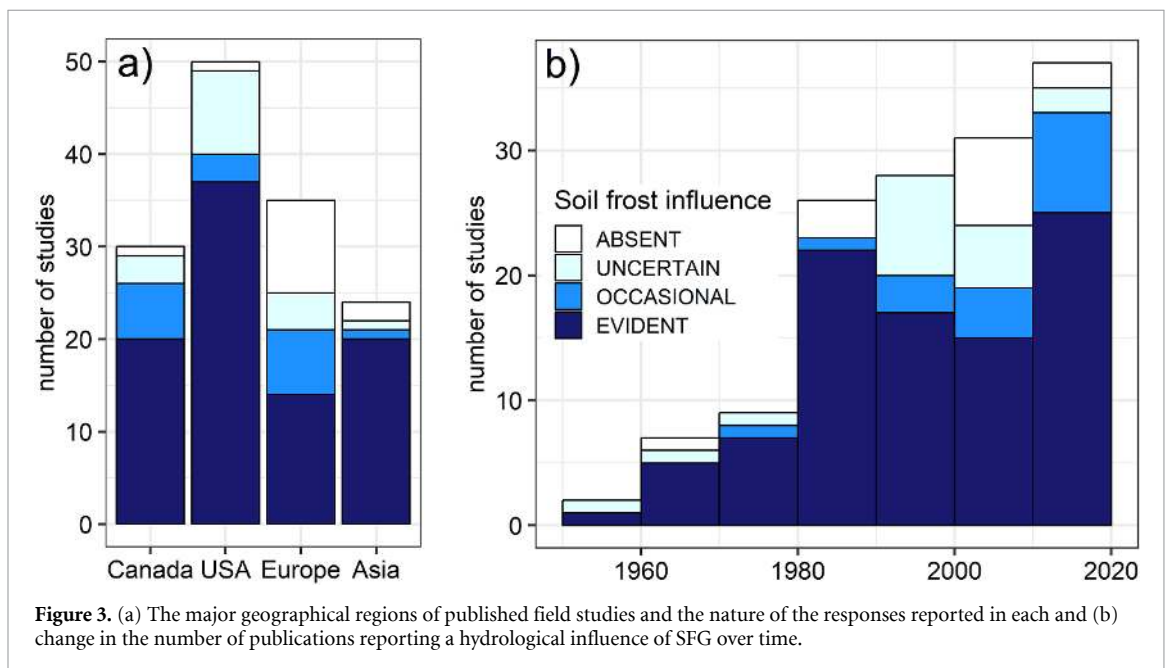 a)
number of studies
50
40
30
20
10
0
Canada USA Europe Asia
b)
number of studies
30
20
10
0
Soil frost influence
ABSENT
UNCERTAIN
OCCASIONAL
EVIDENT
1960 1980 2000 2020
Figure 3. (a) The major geographical regions of published field studies and the nature of the responses reported in each and (b)
change in the number of publications reporting a hydrological influence of SFG over time.